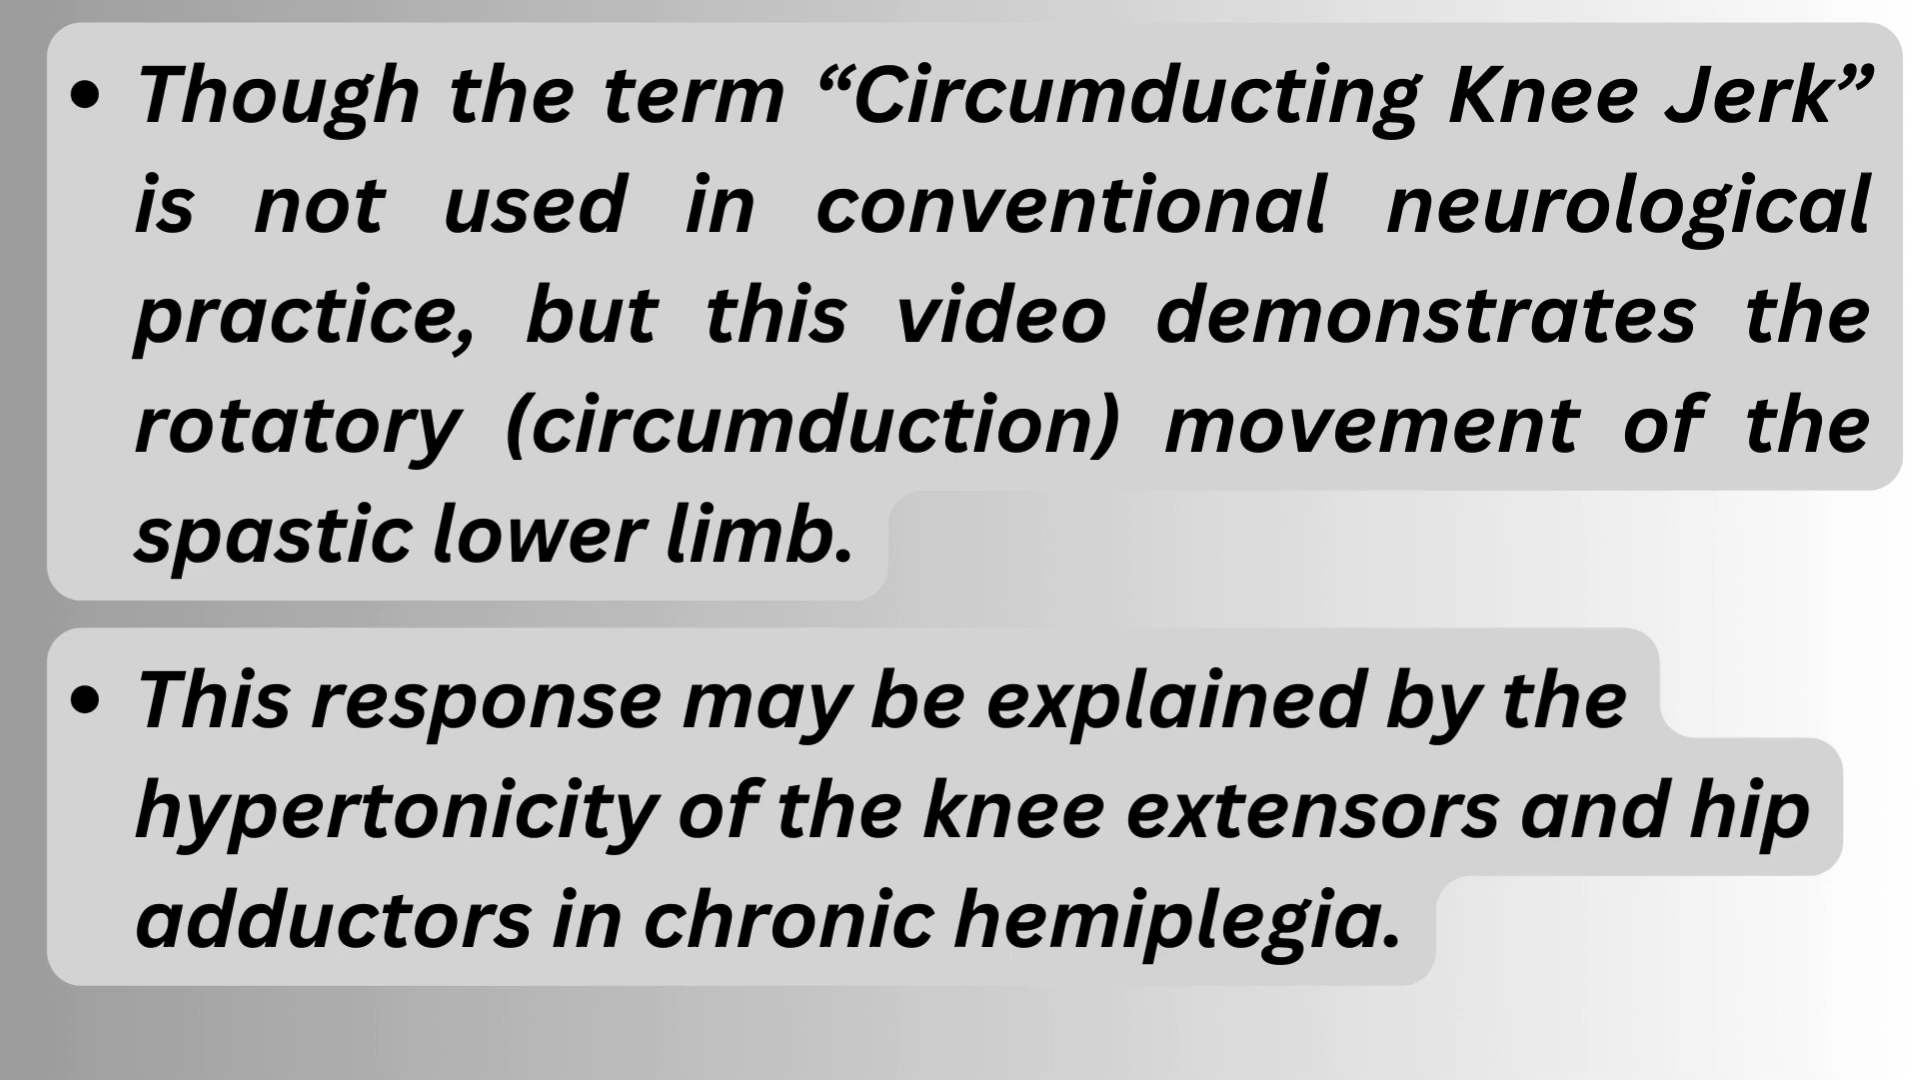 • Though the term “Circumducting Knee Jerk”
is not used in conventional neurological
practice, but this video demonstrates the
rotatory (circumduction) movement of the
spastic lower limb.
• This response may be explained by the
hypertonicity of the knee extensors and hip
adductors in chronic hemiplegia.